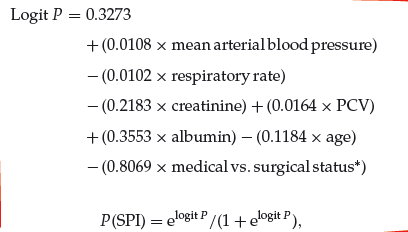 Logit P = 0.3273
+ (0.0108 × mean arterial blood pressure)
− (0.0102 × respiratory rate)
− (0.2183 × creatinine) + (0.0164 × PCV)
+ (0.3553 × albumin) − (0.1184 × age)
− (0.8069 × medical vs. surgical status*)
P(SPI) = e^logit P/(1 + e^logit P),